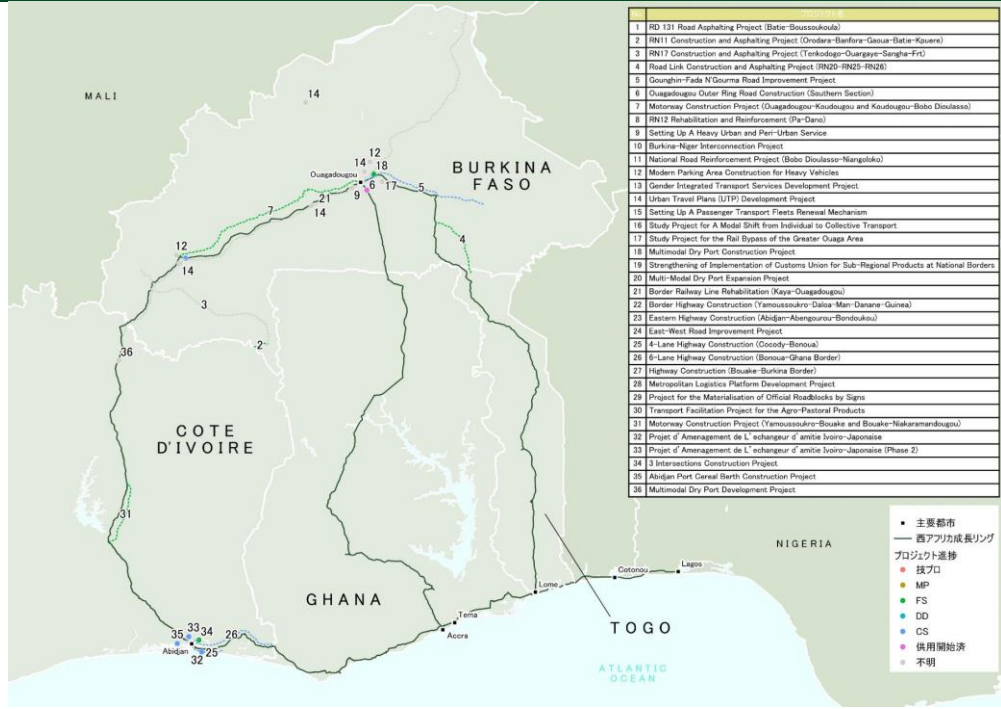 No.
プロジェクト名
1 RD 131 Road Asphalting Project (Batie-Boussoukoula)
2 RN11 Construction and Asphalting Project (Orodara-Banfora-Gaoua-Batie-Kpuere)
3 RN17 Construction and Asphalting Project (Tenkodogo-Ouargaye-Sangha-Frt)
4 Road Link Construction and Asphalting Project (RN20-RN25-RN26)
5 Gounghin-Fada N'Gourma Road Improvement Project
6 Ouagadougou Outer Ring Road Construction (Southern Section)
7 Motorway Construction Project (Ouagadougou-Koudougou and Koudougou-Bobo Dioulasso)
8 RN12 Rehabilitation and Reinforcement (Pa-Dano)
9 Setting Up A Heavy Urban and Peri-Urban Service
10 Burkina-Niger Interconnection Project
11 National Road Reinforcement Project (Bobo Dioulasso-Niangoloko)
12 Modern Parking Area Construction for Heavy Vehicles
13 Gender Integrated Transport Services Development Project
14 Urban Travel Plans (UTP) Development Project
15 Setting Up A Passenger Transport Fleets Renewal Mechanism
16 Study Project for A Modal Shift from Individual to Collective Transport
17 Study Project for the Rail Bypass of the Greater Ouaga Area
18 Multimodal Dry Port Construction Project
19 Strengthening of Implementation of Customs Union for Sub-Regional Products at National Borders
20 Multi-Modal Dry Port Expansion Project
21 Border Railway Line Rehabilitation (Kaya-Ouagadougou)
22 Border Highway Construction (Yamoussoukro-Daloa-Man-Danane-Guinea)
23 Eastern Highway Construction (Abidjan-Abengourou-Bondoukou)
24 East-West Road Improvement Project
25 4-Lane Highway Construction (Cocody-Benoua)
26 6-Lane Highway Construction (Bonoua-Ghana Border)
27 Highway Construction (Bouake-Burkina Border)
28 Metropolitan Logistics Platform Development Project
29 Project for the Materialisation of Official Roadblocks by Signs
30 Transport Facilitation Project for the Agro-Pastoral Products
31 Motorway Construction Project (Yamoussoukro-Bouake and Bouake-Niakaramandougou)
32 Projet d' Amenagement de L' echangeur d' amitie Ivoiro-Japonaise
33 Projet d' Amenagement de L' echangeur d' amitie Ivoiro-Japonaise (Phase 2)
34 3 Intersections Construction Project
35 Abidjan Port Cereal Berth Construction Project
36 Multimodal Dry Port Development Project
MALI
14
12
14
18
Ouagadougou
BURKINA
FASO
17
6
9
5
21
14
7
4
12
14
3
2
36
COTE
D'IVOIRE
31
NIGERIA
GHANA
Lagos
Cotonou
Lome
Tema
Accra
TOGO
33
34
35
26
Abidjan
25
32
ATLANTIC
OCEAN
主要都市
西アフリカ成長リング
プロジェクト進捗
技プロ
MP
FS
DD
CS
供用開始済
不明